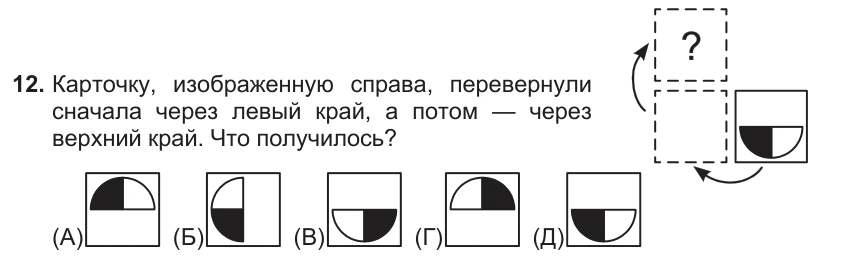 ?
12. Карточку, изображенную справа, перевернули
сначала через левый край, а потом — через
верхний край. Что получилось?
(А) (Б) (В) (Г) (Д)